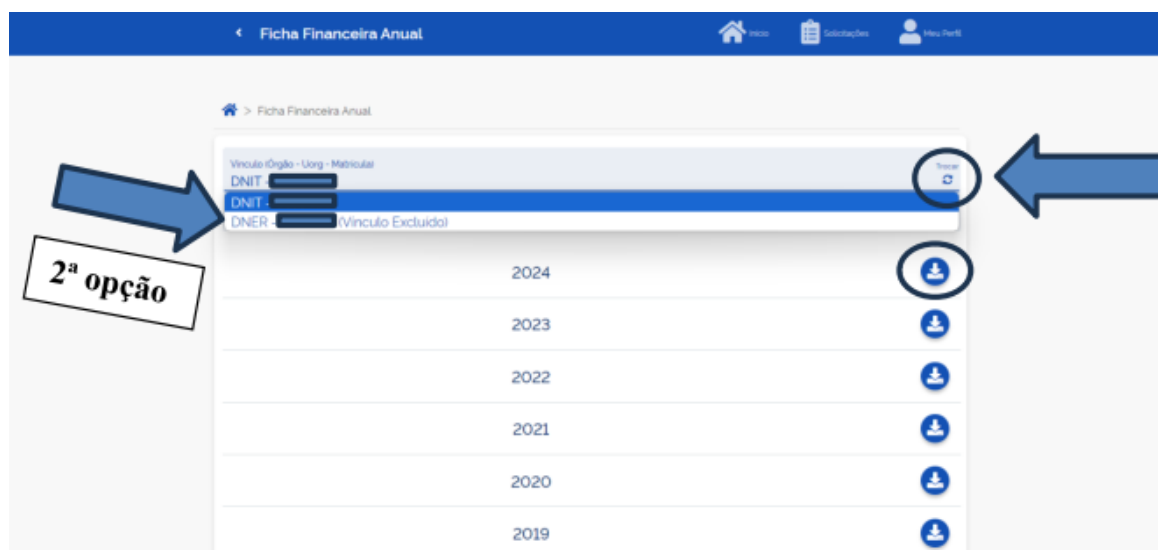 Ficha Financeira Anual
Início
Solicitações
Meu Perfil
> Ficha Financeira Anual
Vínculo (Órgão - Uorg - Matrícula)
Trocar
DNIT -
DNIT -
DNER - (Vínculo Excluído)
2ª opção
2024
2023
2022
2021
2020
2019